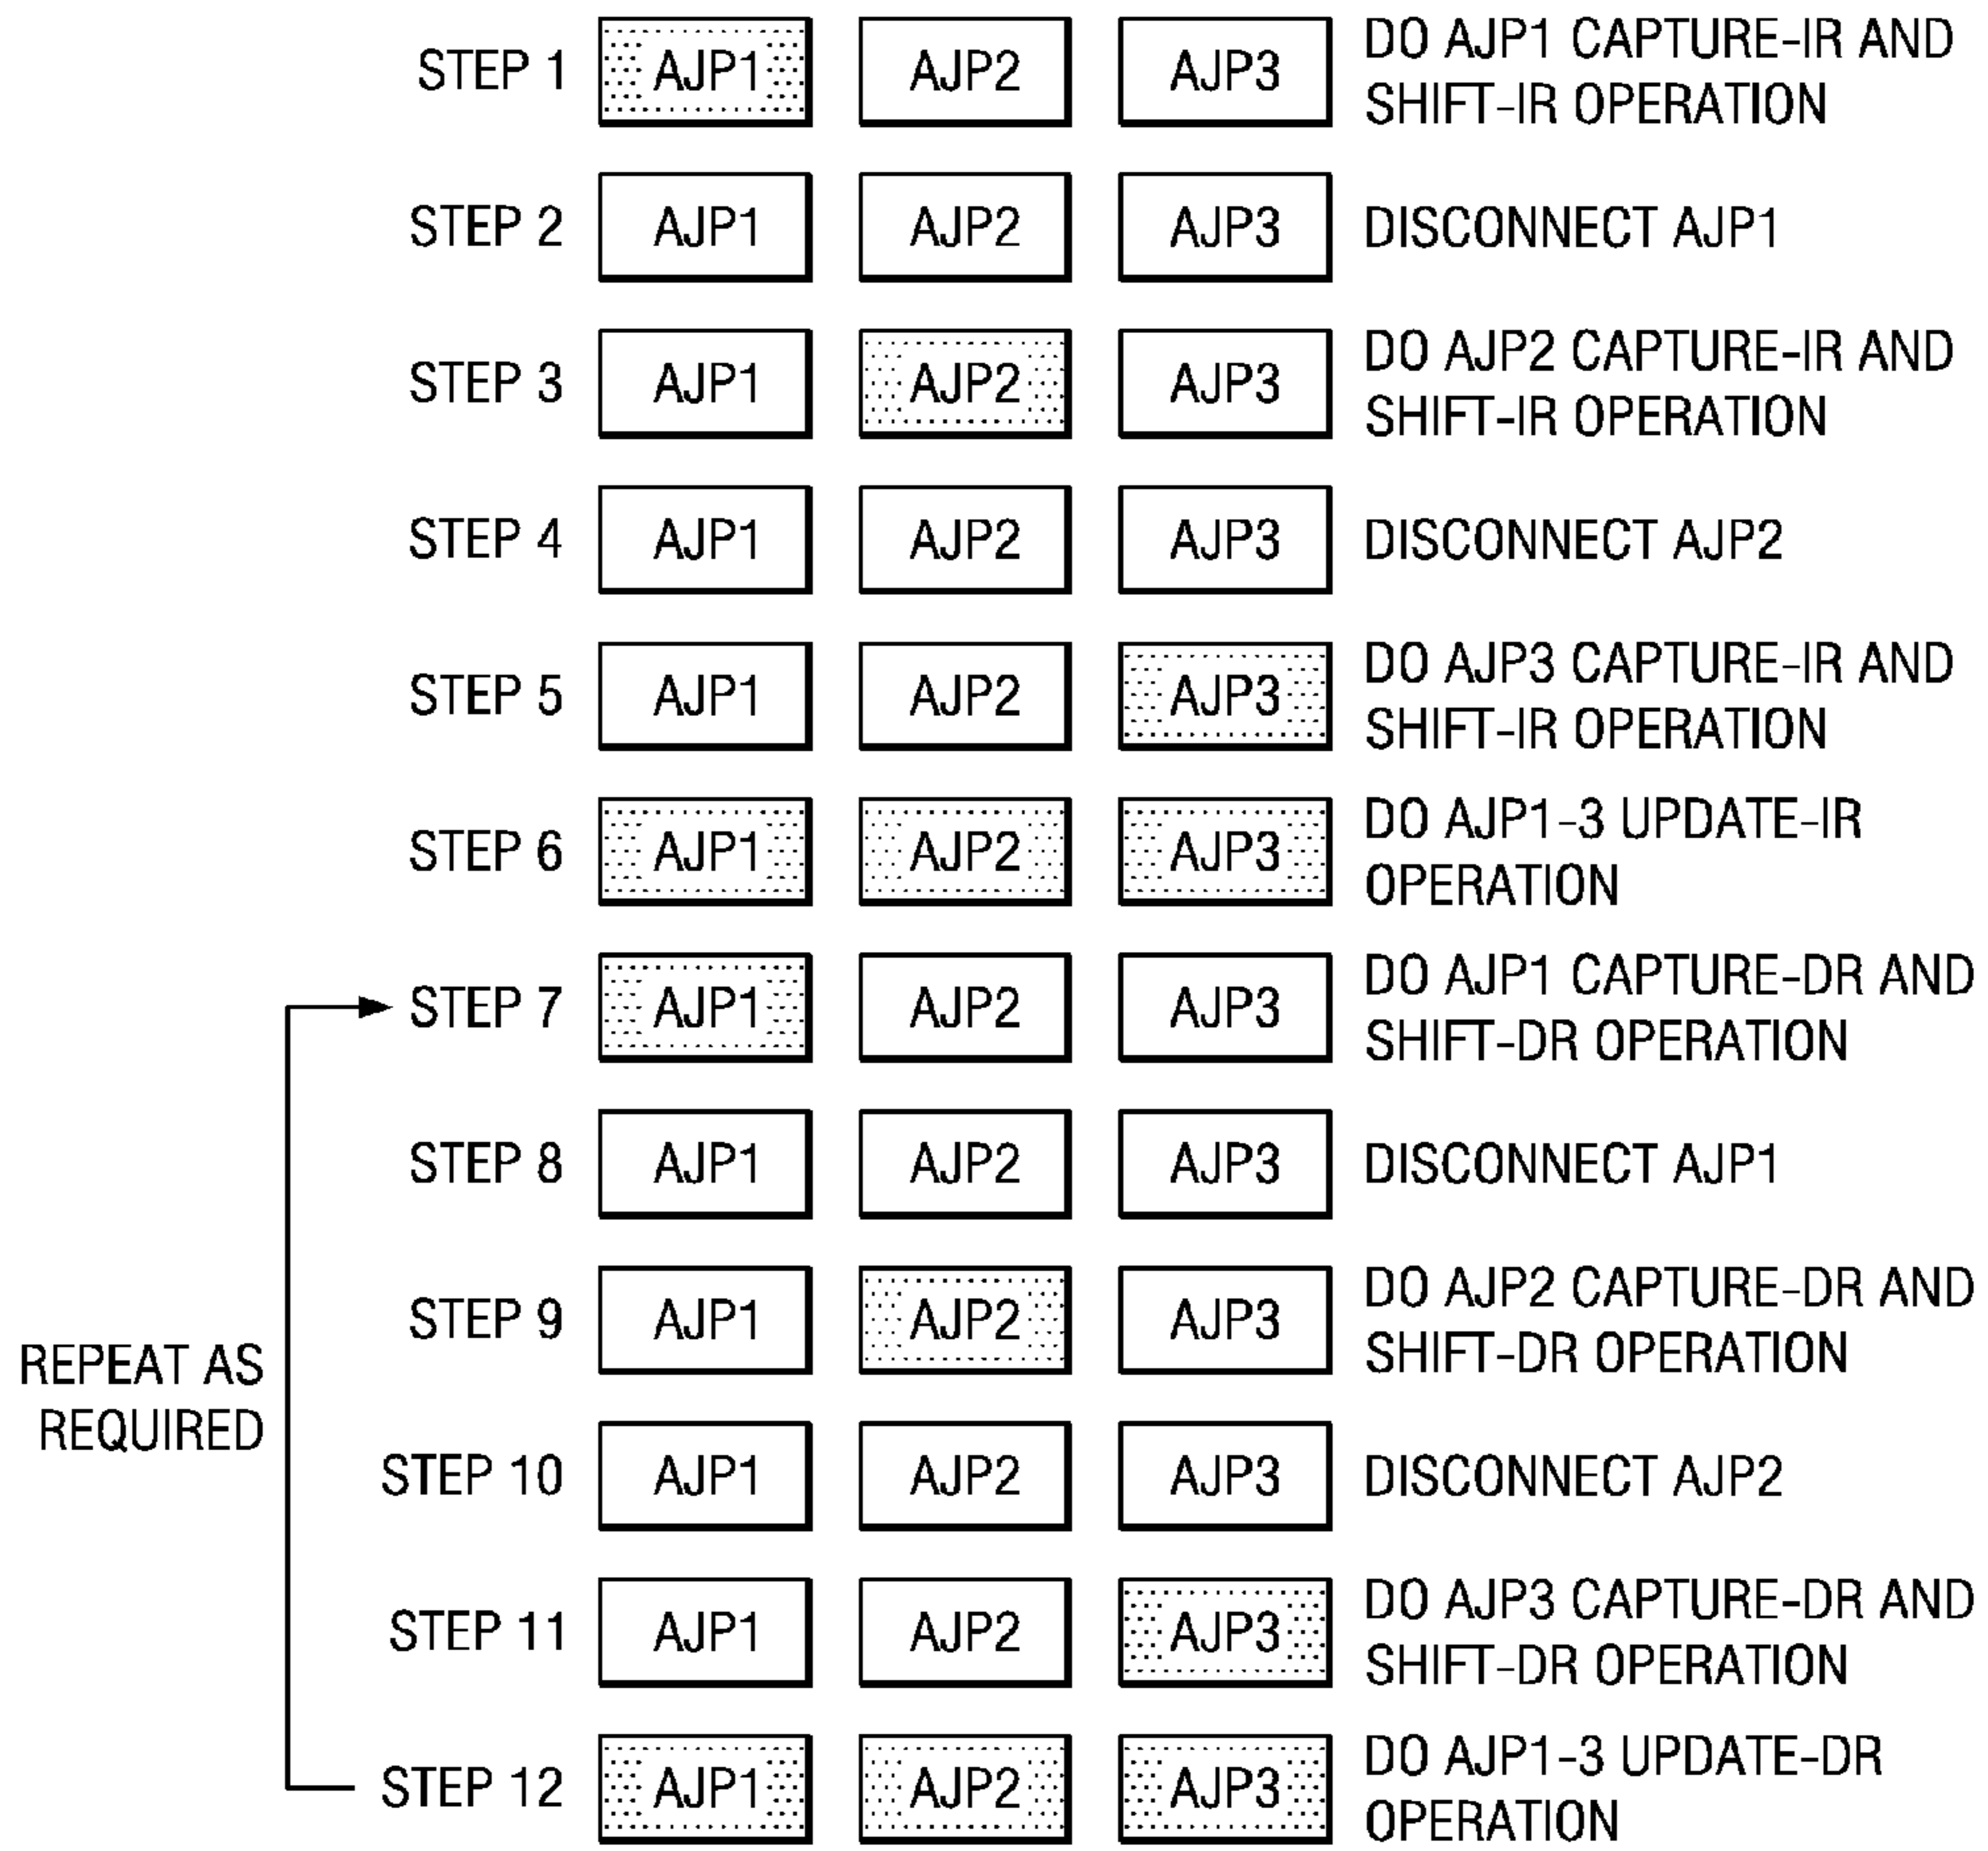 STEP 1 AJP1 AJP2 AJP3 DO AJP1 CAPTURE-IR AND
SHIFT-IR OPERATION
STEP 2 AJP1 AJP2 AJP3 DISCONNECT AJP1
STEP 3 AJP1 AJP2 AJP3 DO AJP2 CAPTURE-IR AND
SHIFT-IR OPERATION
STEP 4 AJP1 AJP2 AJP3 DISCONNECT AJP2
STEP 5 AJP1 AJP2 AJP3 DO AJP3 CAPTURE-IR AND
SHIFT-IR OPERATION
STEP 6 AJP1 AJP2 AJP3 DO AJP1-3 UPDATE-IR
OPERATION
STEP 7 AJP1 AJP2 AJP3 DO AJP1 CAPTURE-DR AND
SHIFT-DR OPERATION
STEP 8 AJP1 AJP2 AJP3 DISCONNECT AJP1
STEP 9 AJP1 AJP2 AJP3 DO AJP2 CAPTURE-DR AND
SHIFT-DR OPERATION
REPEAT AS
REQUIRED
STEP 10 AJP1 AJP2 AJP3 DISCONNECT AJP2
STEP 11 AJP1 AJP2 AJP3 DO AJP3 CAPTURE-DR AND
SHIFT-DR OPERATION
STEP 12 AJP1 AJP2 AJP3 DO AJP1-3 UPDATE-DR
OPERATION